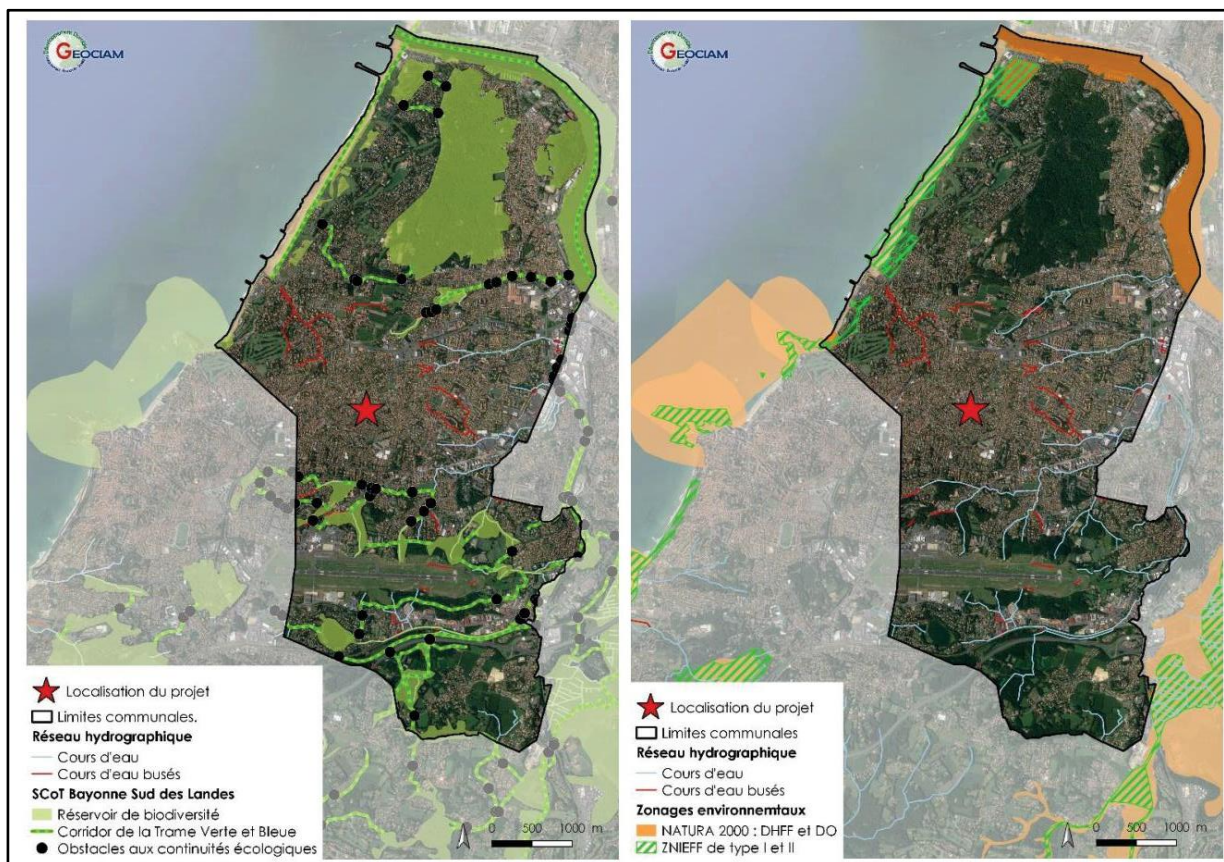 GEOCIAM
Localisation du projet
Limites communales.
Réseau hydrographique
Cours d'eau
Cours d'eau busés
SCoT Bayonne Sud des Landes
Réservoir de biodiversité
Corridor de la Trame Verte et Bleue
Obstacles aux continuités écologiques
0 500 1000 m
GEOCIAM
Localisation du projet
Limites communales
Réseau hydrographique
Cours d'eau
Cours d'eau busés
Zonages environnemtaux
NATURA 2000 : DHFF et DO
ZNIEFF de type I et II
0 500 1000 m